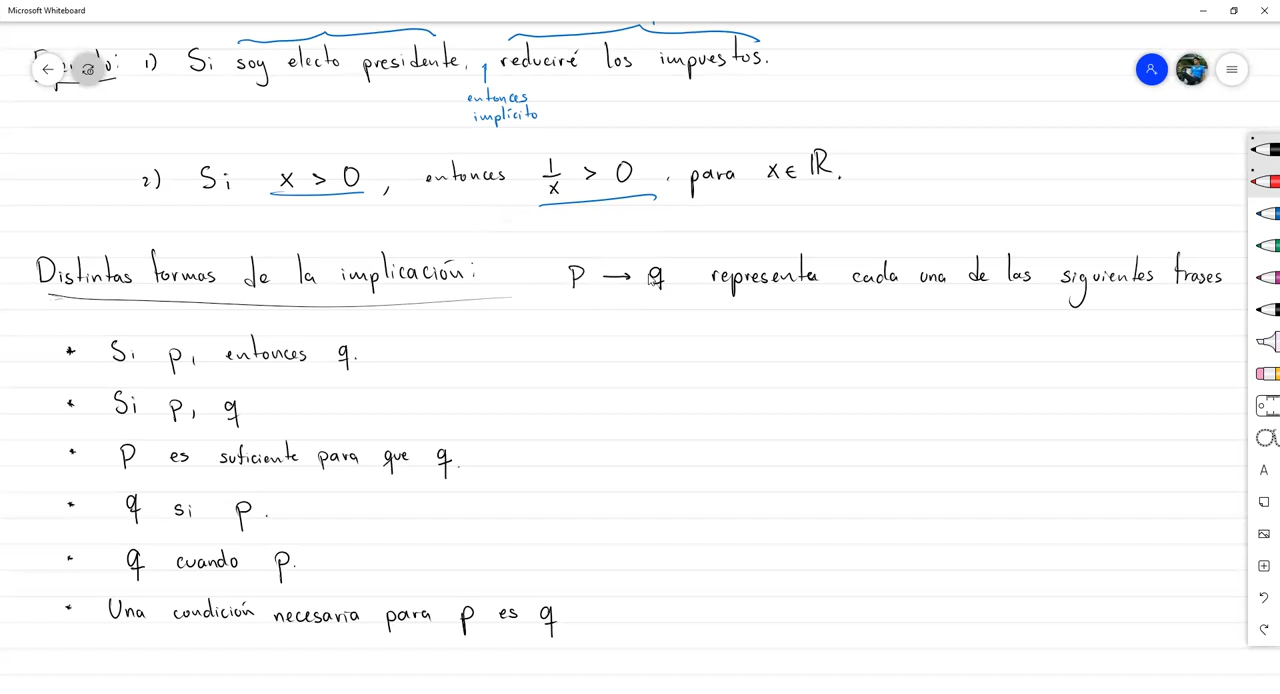 Microsoft Whiteboard
1) Si soy electo presidente, reduciré los impuestos.
entonces
implícito
2) Si x > 0, entonces 1/x > 0, para x ∈ ℝ.
Distintas formas de la implicación: P → q representa cada una de las siguientes frases
* Si p, entonces q.
* Si p, q
* P es suficiente para que q.
* q si p.
* q cuando p.
* Una condición necesaria para p es q
A